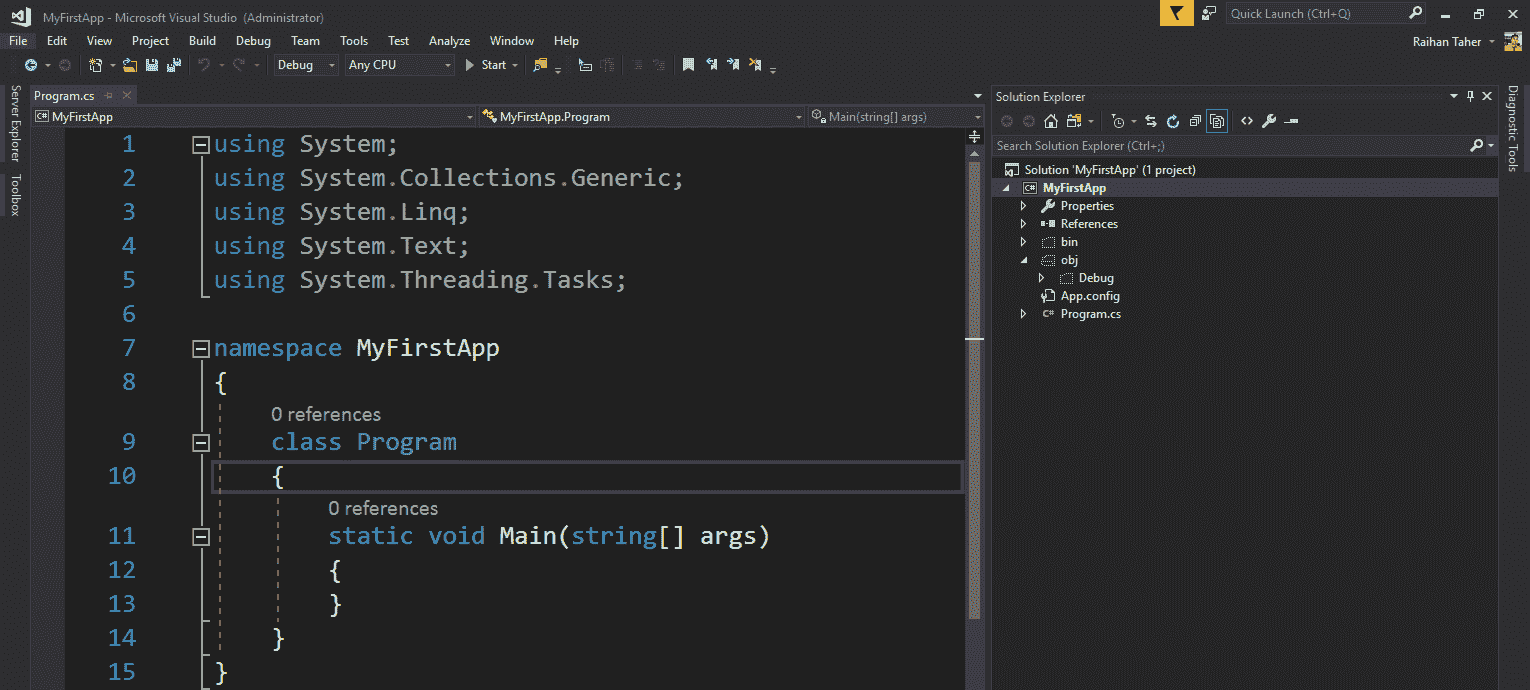 MyFirstApp - Microsoft Visual Studio (Administrator)
Quick Launch (Ctrl+Q)
File Edit View Project Build Debug Team Tools Test Analyze Window Help
Raihan Taher
Debug Any CPU Start
Server Explorer
Toolbox
Program.cs
C# MyFirstApp MyFirstApp.Program Main(string[] args)
1 using System;
2 using System.Collections.Generic;
3 using System.Linq;
4 using System.Text;
5 using System.Threading.Tasks;
6
7 namespace MyFirstApp
8 {
0 references
9 class Program
10 {
0 references
11 static void Main(string[] args)
12 {
13 }
14 }
15 }
Solution Explorer
Search Solution Explorer (Ctrl+;)
Solution 'MyFirstApp' (1 project)
C# MyFirstApp
Properties
References
bin
obj
Debug
App.config
C# Program.cs
Diagnostic Tools